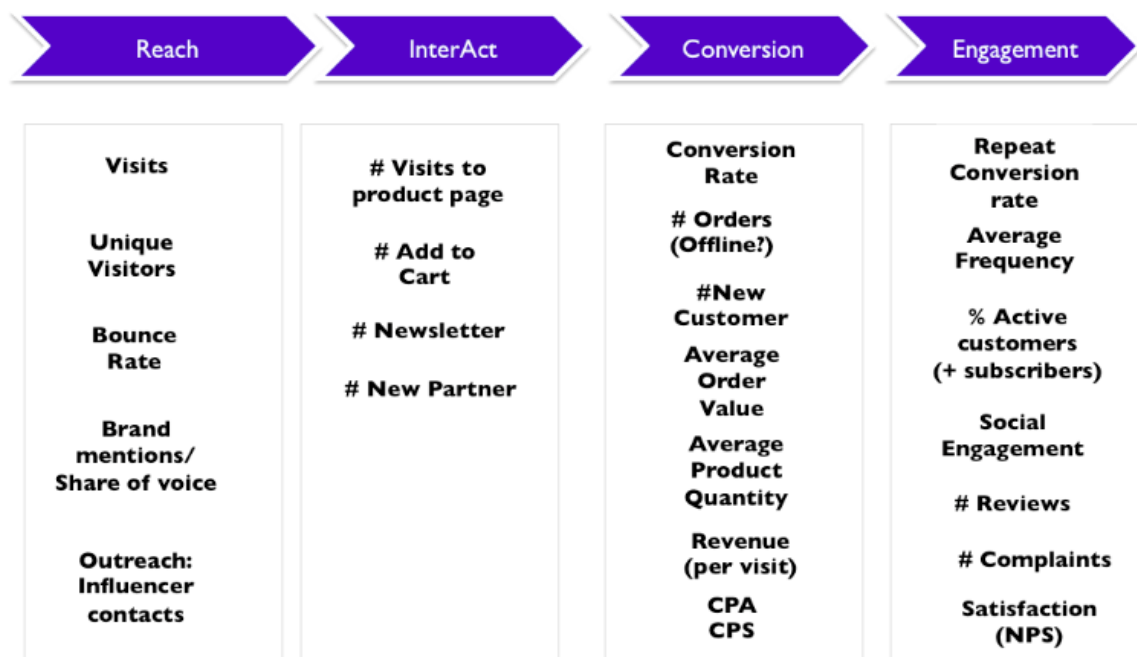 Reach
InterAct
Conversion
Engagement
Visits
Unique
Visitors
Bounce
Rate
Brand
mentions/
Share of voice
Outreach:
Influencer
contacts
# Visits to
product page
# Add to
Cart
# Newsletter
# New Partner
Conversion
Rate
# Orders
(Offline?)
#New
Customer
Average
Order
Value
Average
Product
Quantity
Revenue
(per visit)
CPA
CPS
Repeat
Conversion
rate
Average
Frequency
% Active
customers
(+ subscribers)
Social
Engagement
# Reviews
# Complaints
Satisfaction
(NPS)